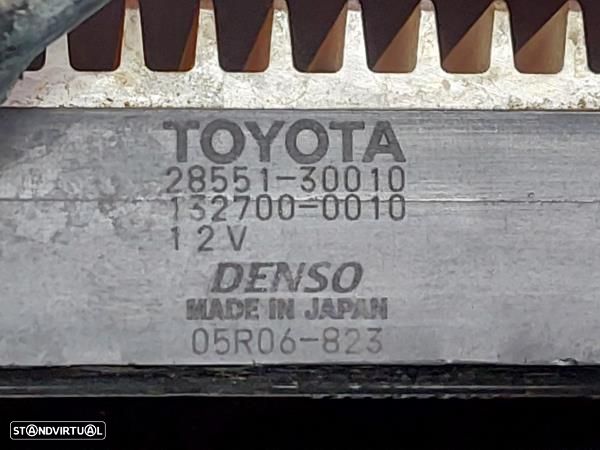 TOYOTA
28551-30010
132700-0010
12V
DENSO
MADE IN JAPAN
05R06-823
STANDVIRTUAL